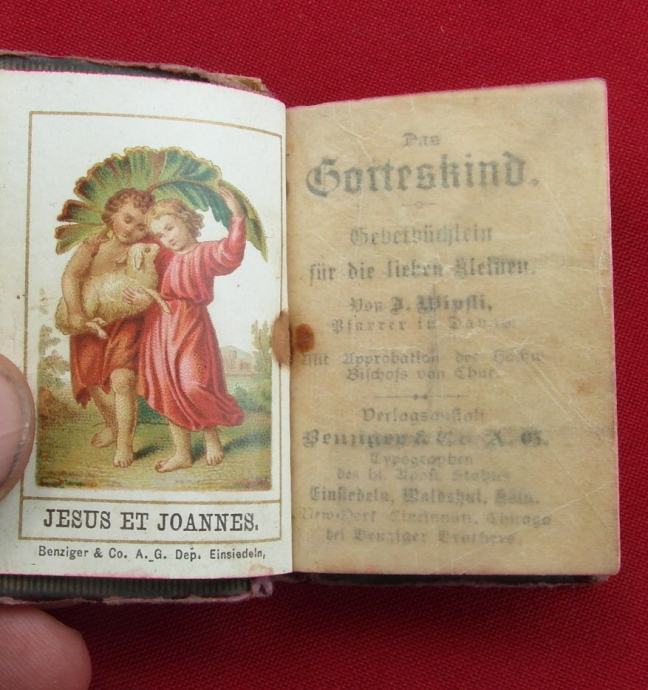 JESUS ET JOANNES.
Benziger & Co. A. G. Dep. Einsiedeln,
Das
Gotteskind.
Gebetbüchlein
für die lieben Kleinen.
Von J. Wipfli,
Pfarrer in
Mit Approbation des Hochw.
Bischofs von Chur.
Verlagsanstalt
Benziger & Co. A. G.
Typographen
des hl. Apost. Stuhles
Einsiedeln, Waldshut, Köln.
New-York Cincinnati, Chicago
bei Benziger Brothers.